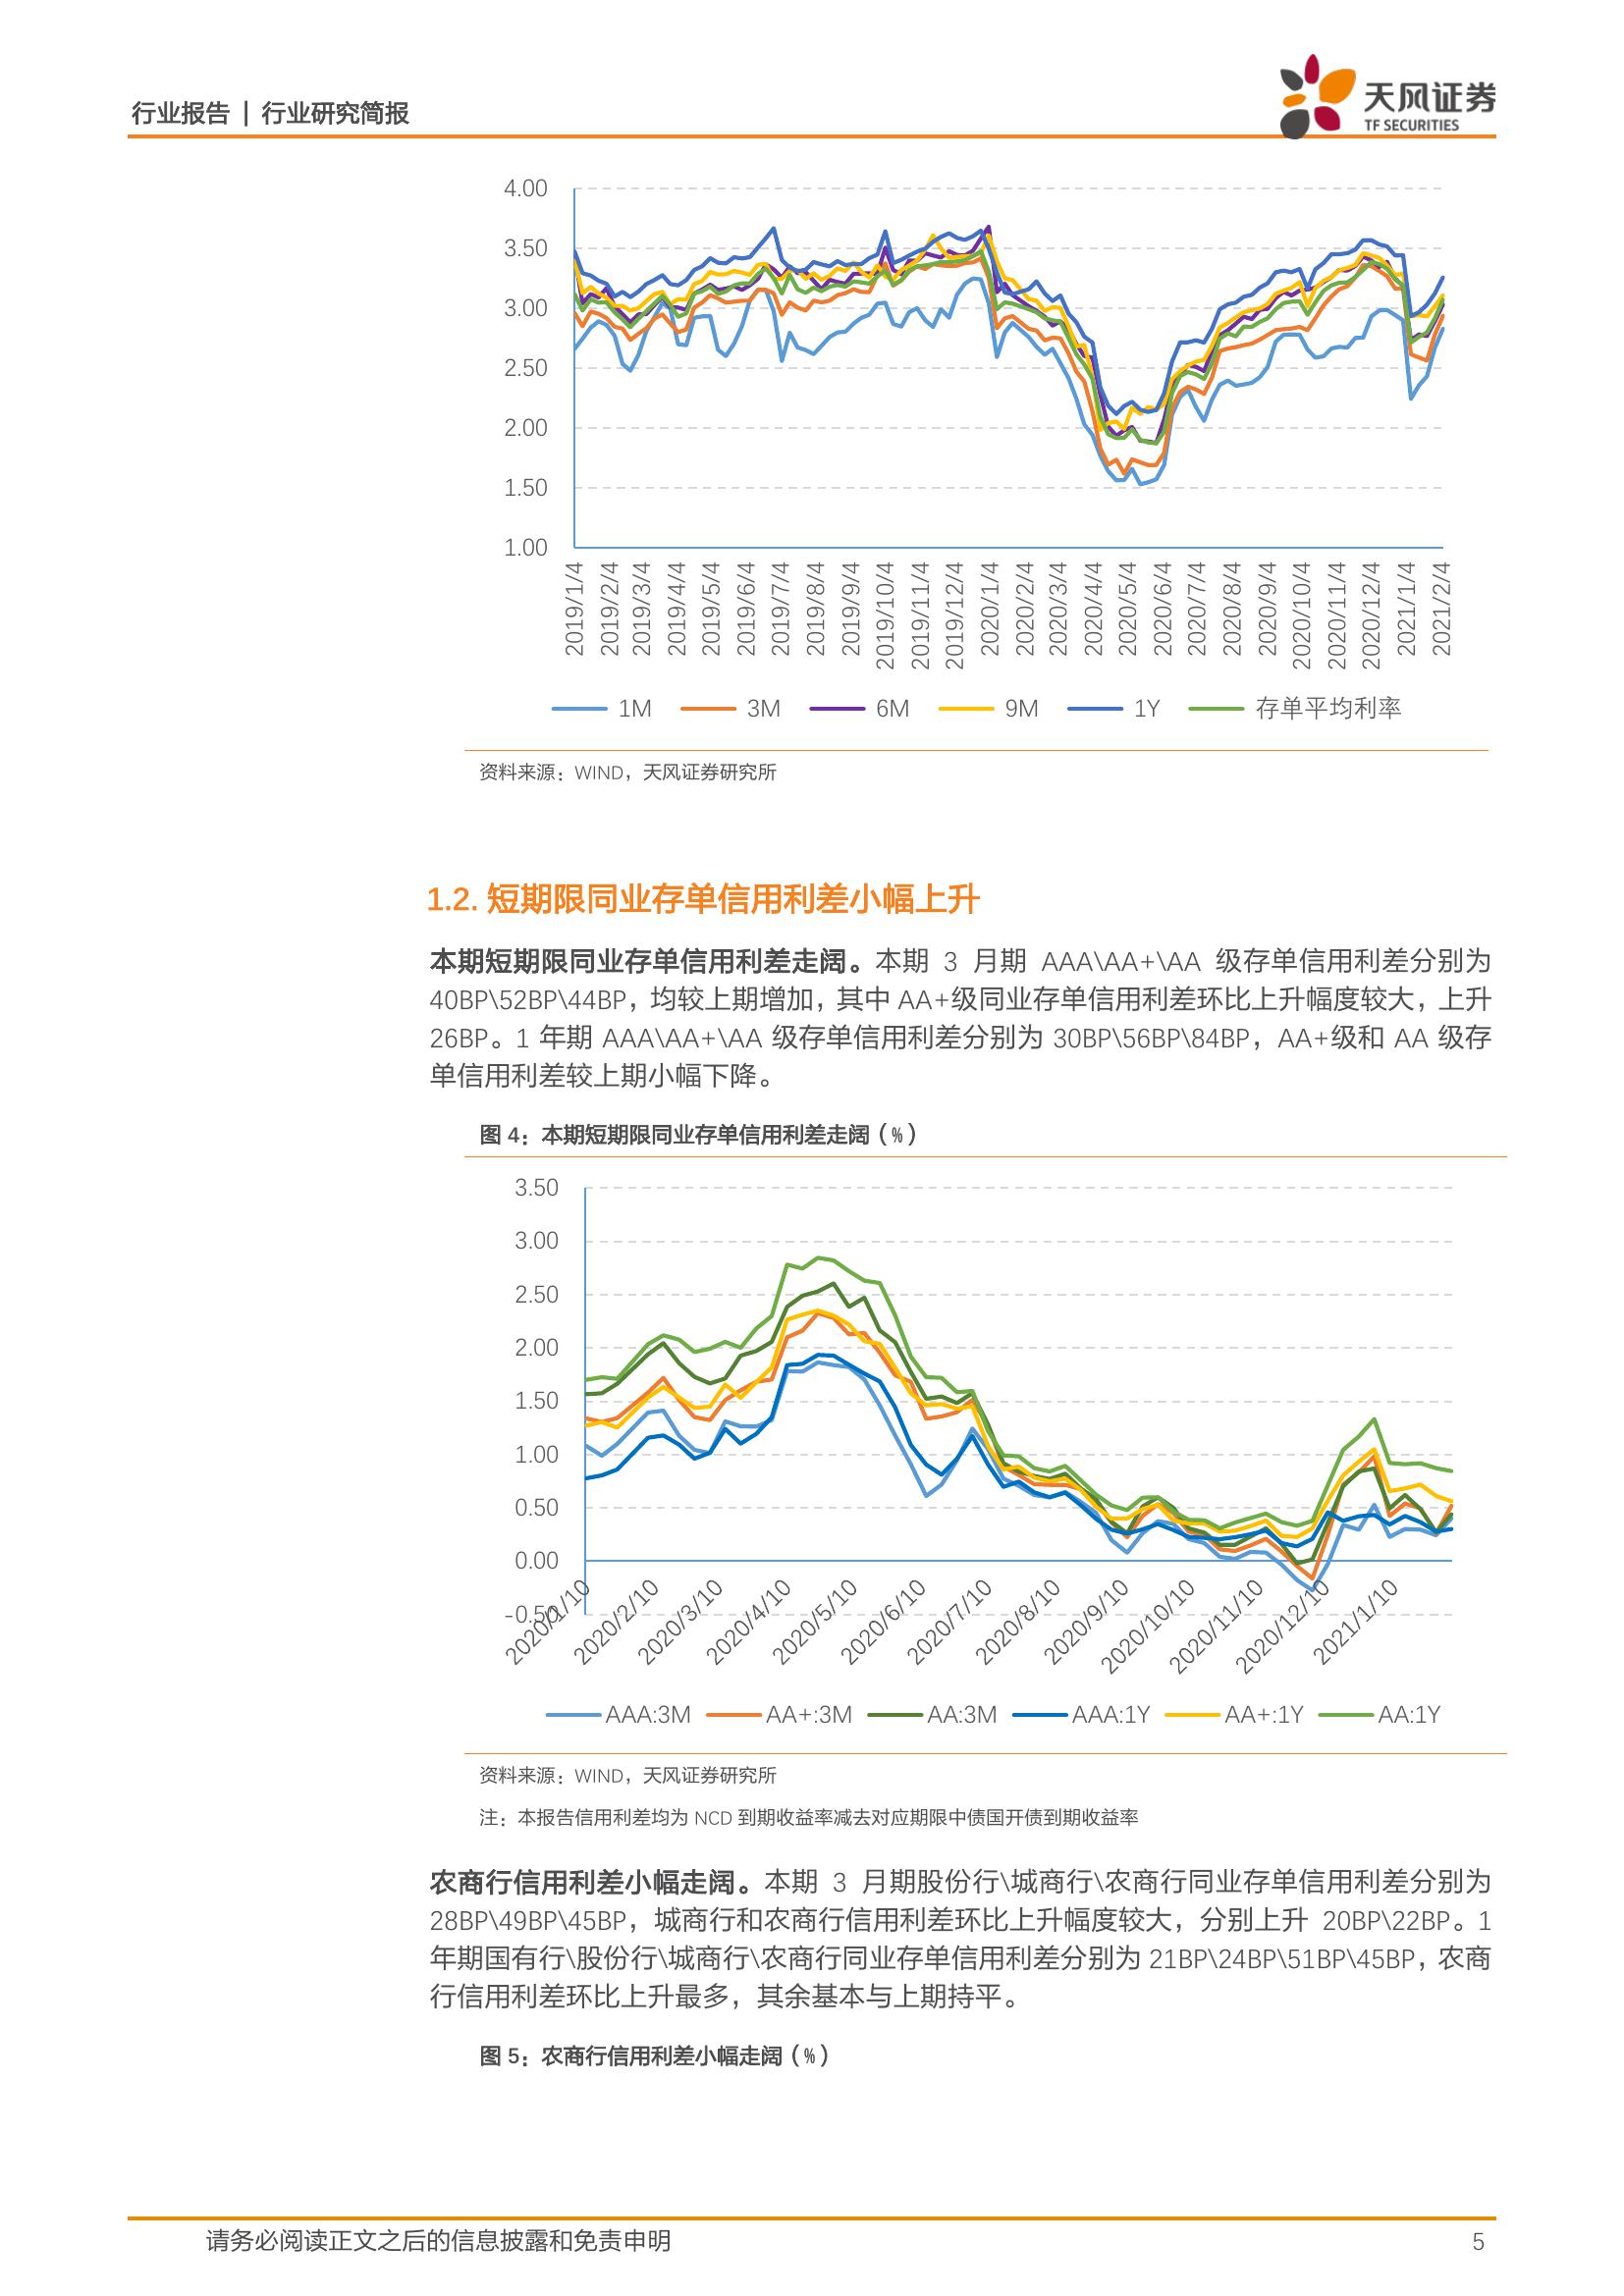 行业报告 | 行业研究简报
天风证券
TF SECURITIES
4.00
3.50
3.00
2.50
2.00
1.50
1.00
2019/1/4
2019/2/4
2019/3/4
2019/4/4
2019/5/4
2019/6/4
2019/7/4
2019/8/4
2019/9/4
2019/10/4
2019/11/4
2019/12/4
2020/1/4
2020/2/4
2020/3/4
2020/4/4
2020/5/4
2020/6/4
2020/7/4
2020/8/4
2020/9/4
2020/10/4
2020/11/4
2020/12/4
2021/1/4
2021/2/4
1M 3M 6M 9M 1Y 存单平均利率
资料来源：WIND，天风证券研究所
1.2. 短期限同业存单信用利差小幅上升
本期短期限同业存单信用利差走阔。本期 3 月期 AAA\AA+\AA 级存单信用利差分别为
40BP\52BP\44BP，均较上期增加，其中 AA+级同业存单信用利差环比上升幅度较大，上升
26BP。1 年期 AAA\AA+\AA 级存单信用利差分别为 30BP\56BP\84BP，AA+级和 AA 级存
单信用利差较上期小幅下降。
图 4：本期短期限同业存单信用利差走阔（%）
3.50
3.00
2.50
2.00
1.50
1.00
0.50
0.00
-0.50
2020/1/10
2020/2/10
2020/3/10
2020/4/10
2020/5/10
2020/6/10
2020/7/10
2020/8/10
2020/9/10
2020/10/10
2020/11/10
2020/12/10
2021/1/10
AAA:3M AA+:3M AA:3M AAA:1Y AA+:1Y AA:1Y
资料来源：WIND，天风证券研究所
注：本报告信用利差均为 NCD 到期收益率减去对应期限中债国开债到期收益率
农商行信用利差小幅走阔。本期 3 月期股份行\城商行\农商行同业存单信用利差分别为
28BP\49BP\45BP，城商行和农商行信用利差环比上升幅度较大，分别上升 20BP\22BP。1
年期国有行\股份行\城商行\农商行同业存单信用利差分别为 21BP\24BP\51BP\45BP，农商
行信用利差环比上升最多，其余基本与上期持平。
图 5：农商行信用利差小幅走阔（%）
请务必阅读正文之后的信息披露和免责申明 5